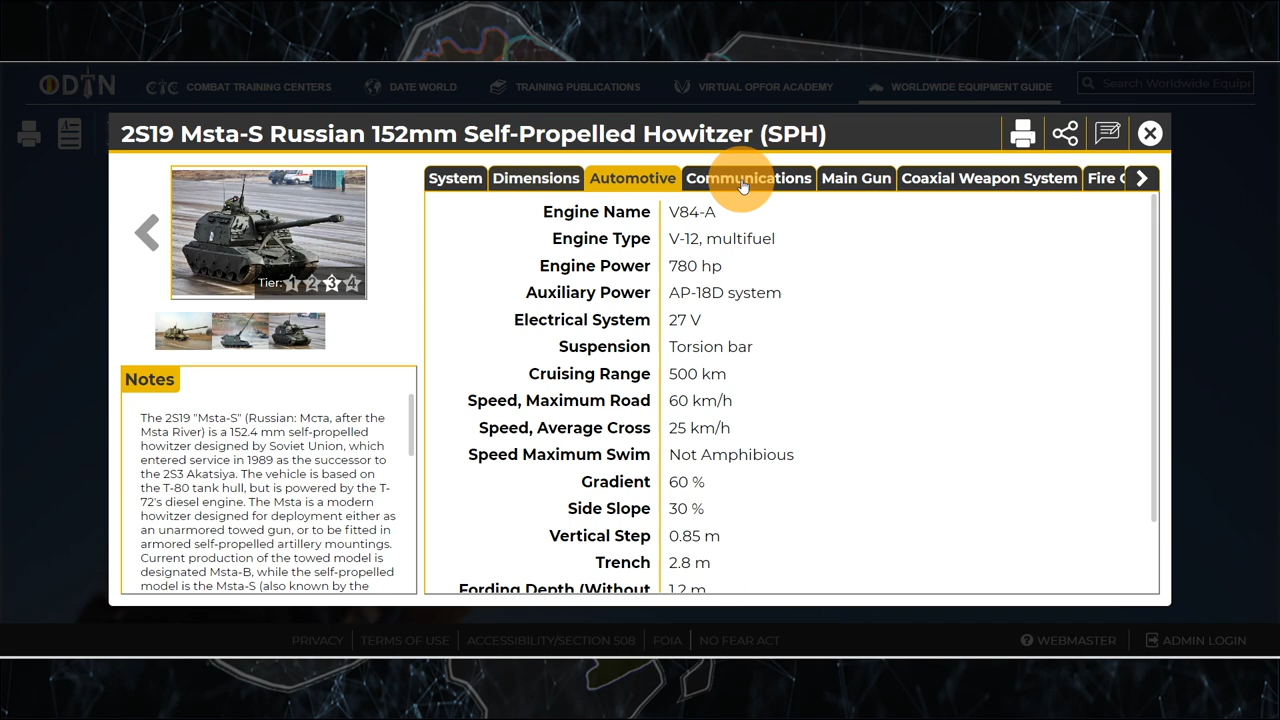 ODIN
CTC COMBAT TRAINING CENTERS
DATE WORLD
TRAINING PUBLICATIONS
VIRTUAL OPFOR ACADEMY
WORLDWIDE EQUIPMENT GUIDE
Search Worldwide Equipi
2S19 Msta-S Russian 152mm Self-Propelled Howitzer (SPH)
System Dimensions Automotive Communications Main Gun Coaxial Weapon System Fire
Tier: 1 2 3 4
Engine Name V84-A
Engine Type V-12, multifuel
Engine Power 780 hp
Auxiliary Power AP-18D system
Electrical System 27 V
Suspension Torsion bar
Cruising Range 500 km
Speed, Maximum Road 60 km/h
Speed, Average Cross 25 km/h
Speed Maximum Swim Not Amphibious
Gradient 60 %
Side Slope 30 %
Vertical Step 0.85 m
Trench 2.8 m
Fording Depth (Without 1.2 m
Notes
The 2S19 "Msta-S" (Russian: Мста, after the
Msta River) is a 152.4 mm self-propelled
howitzer designed by Soviet Union, which
entered service in 1989 as the successor to
the 2S3 Akatsiya. The vehicle is based on
the T-80 tank hull, but is powered by the T-
72's diesel engine. The Msta is a modern
howitzer designed for deployment either as
an unarmored towed gun, or to be fitted in
armored self-propelled artillery mountings.
Current production of the towed model is
designated Msta-B, while the self-propelled
model is the Msta-S (also known by the
PRIVACY TERMS OF USE ACCESSIBILITY/SECTION 508 FOIA NO FEAR ACT
WEBMASTER ADMIN LOGIN